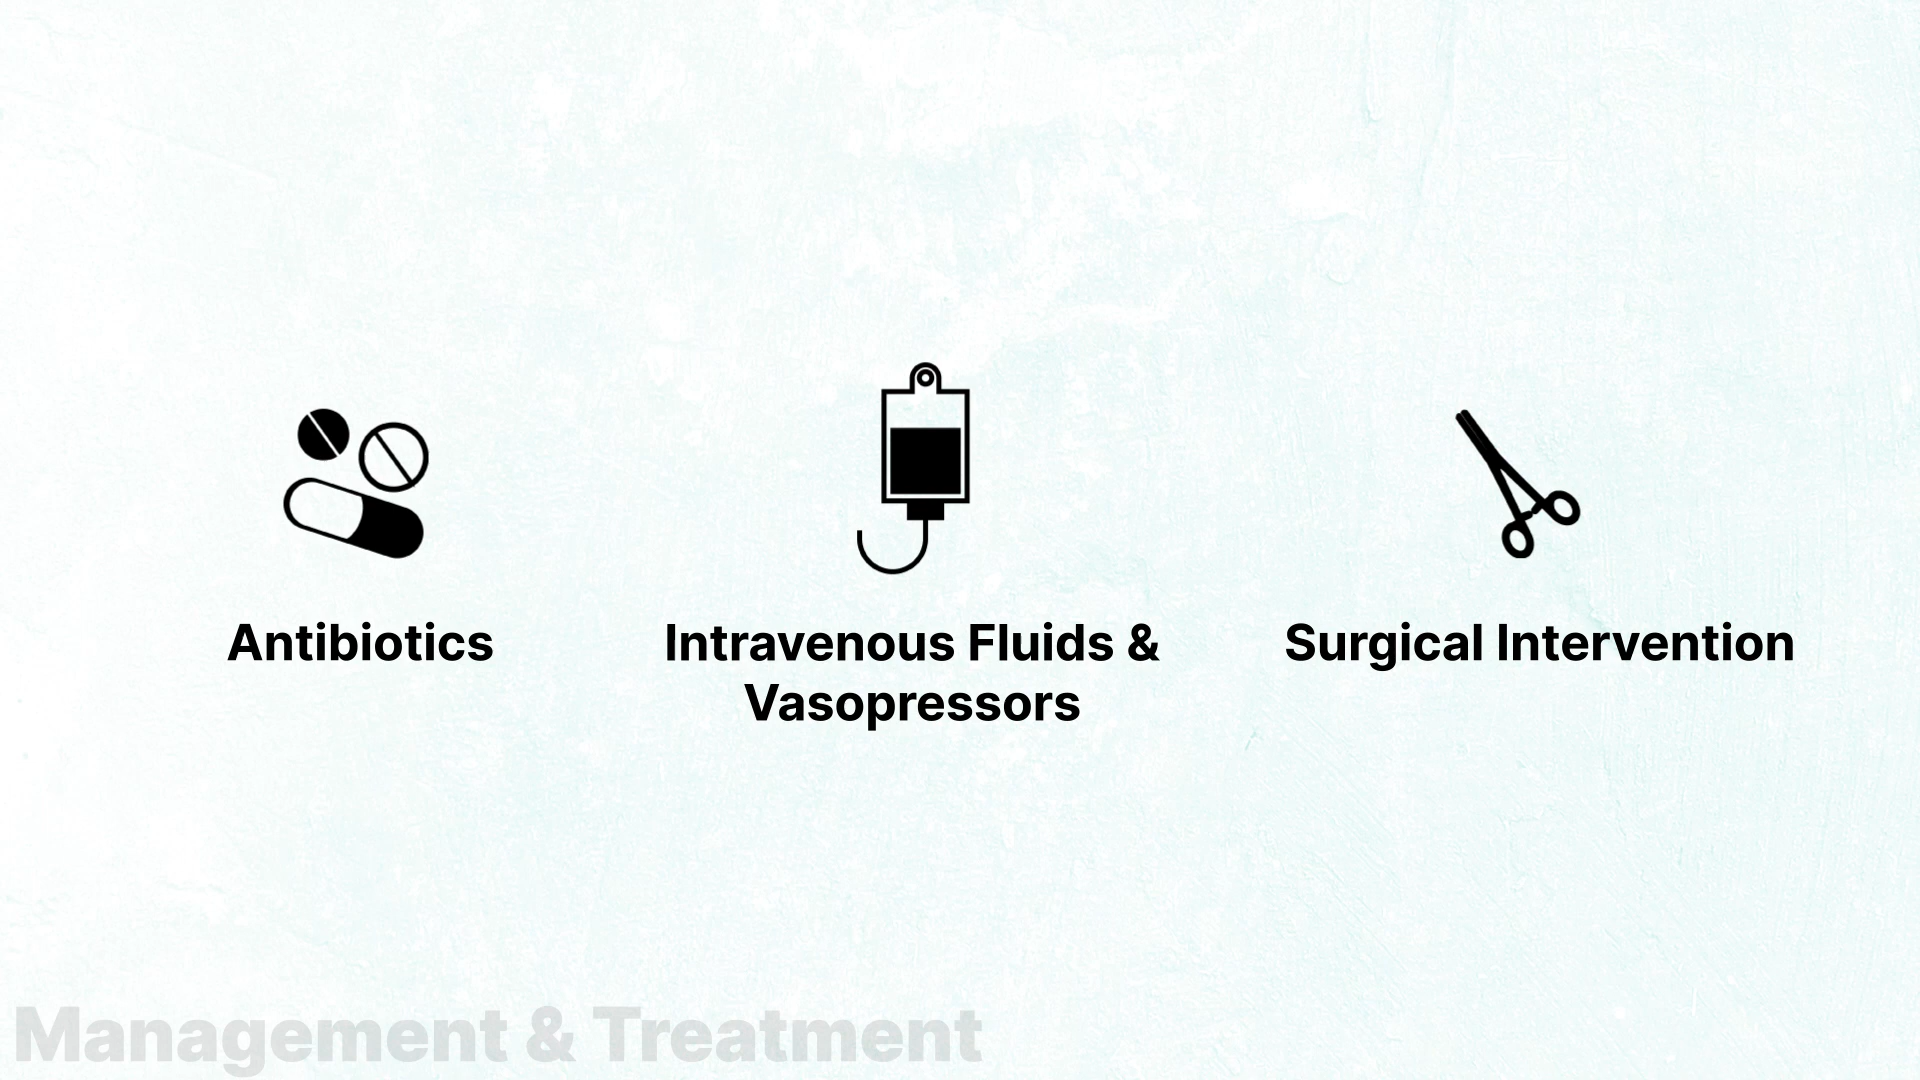 Antibiotics
Intravenous Fluids &
Vasopressors
Surgical Intervention
Management & Treatment